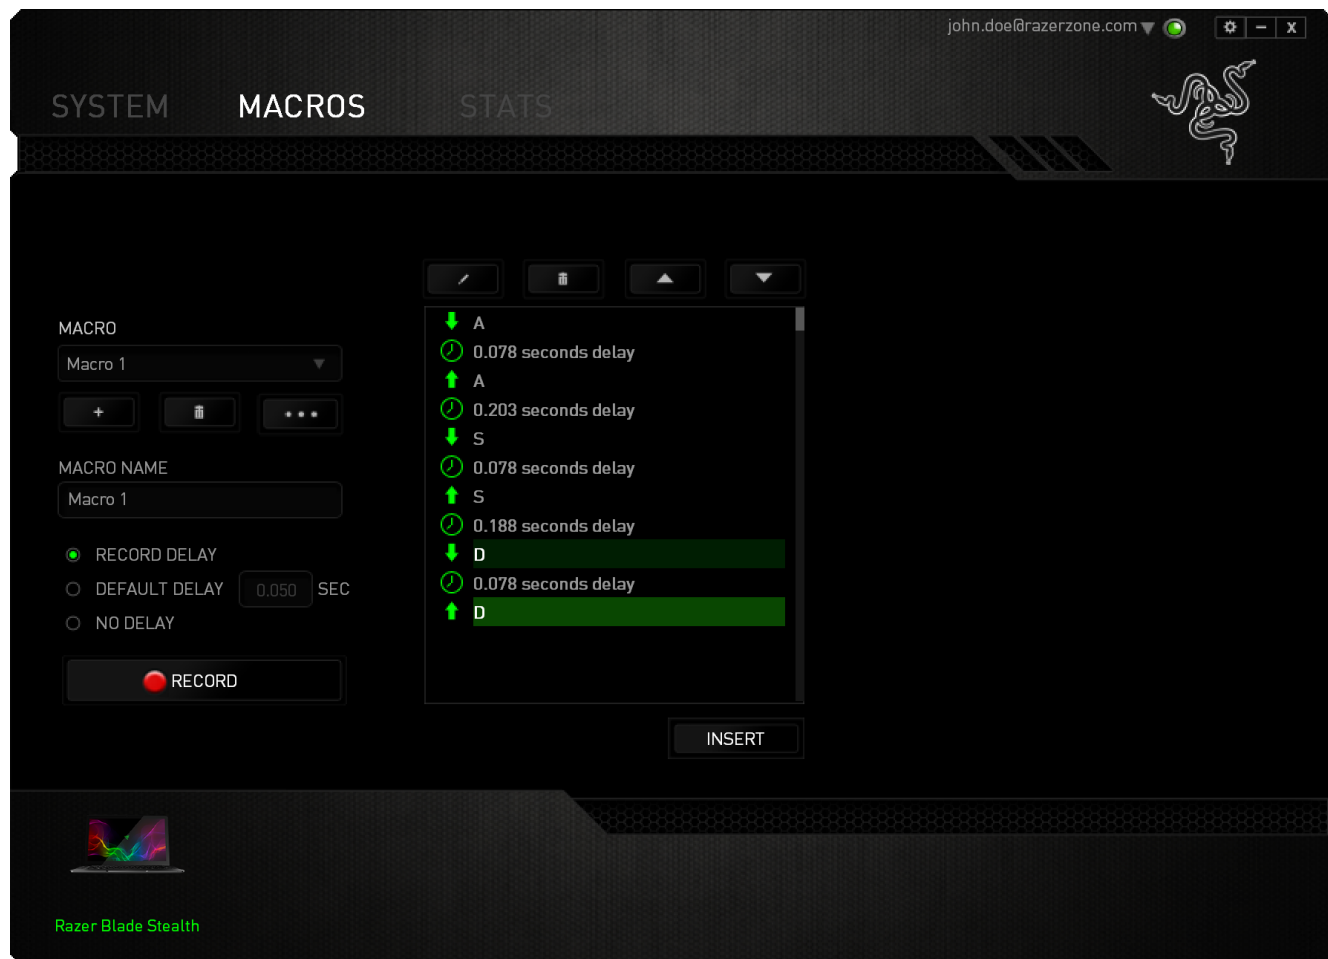 john.doe@razerzone.com
SYSTEM MACROS STATS
MACRO
Macro 1
MACRO NAME
Macro 1
RECORD DELAY
DEFAULT DELAY 0.050 SEC
NO DELAY
RECORD
A
0.078 seconds delay
A
0.203 seconds delay
S
0.078 seconds delay
S
0.188 seconds delay
D
0.078 seconds delay
D
INSERT
Razer Blade Stealth